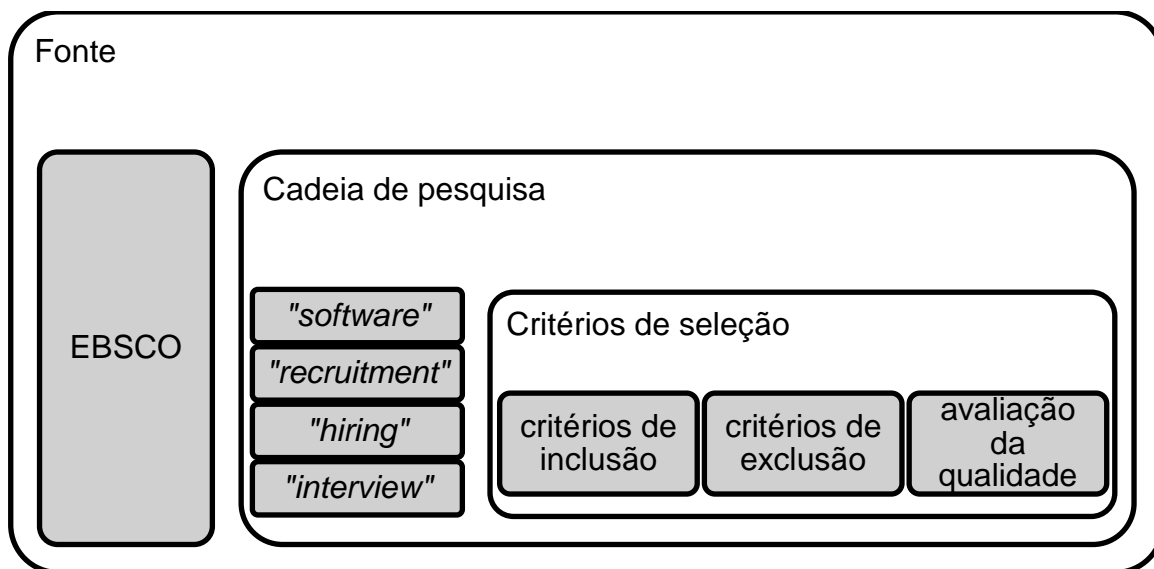 Fonte
EBSCO
Cadeia de pesquisa
"software"
"recruitment"
"hiring"
"interview"
Critérios de seleção
critérios de
inclusão
critérios de
exclusão
avaliação
da
qualidade